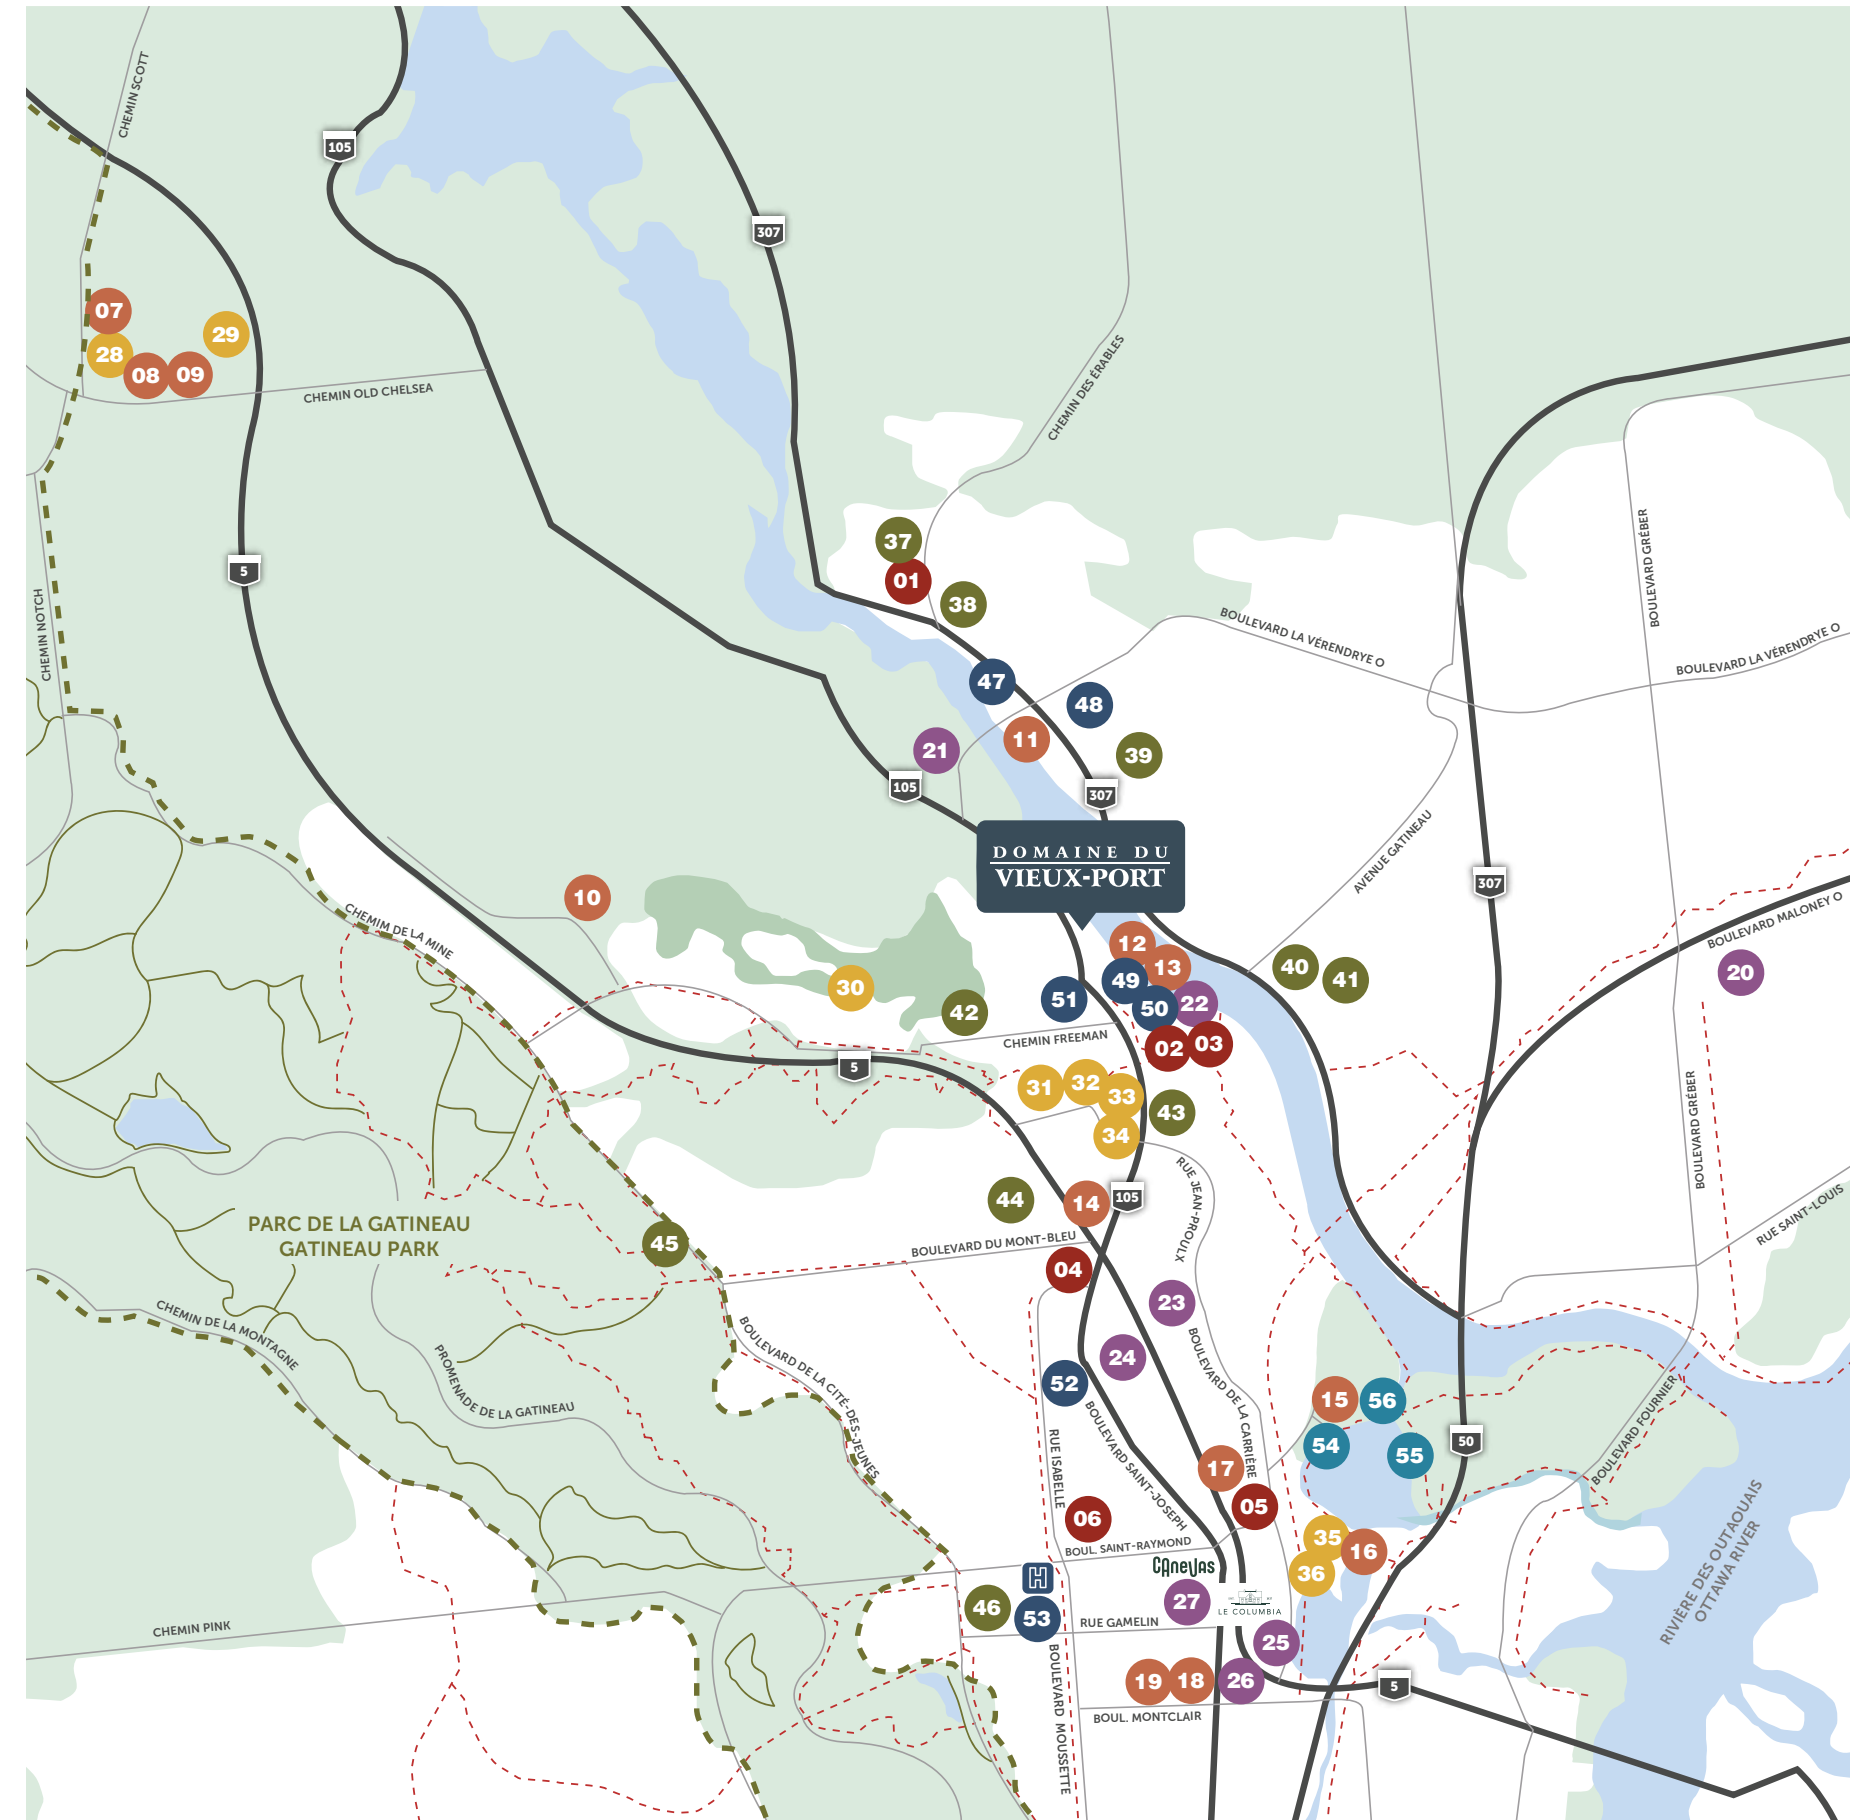 CHEMIN SCOTT
105
307
07
29
28
08
09
CHEMIN OLD CHELSEA
CHEMIN DES ÉRABLES
5
37
01
38
CHEMIN NOTCH
BOULEVARD GRÉBER
BOULEVARD LA VÉRENDRYE O
BOULEVARD LA VÉRENDRYE O
47
48
11
21
39
105
307
AVENUE GATINEAU
DOMAINE DU
VIEUX-PORT
307
10
CHEMIM DE LA MINE
BOULEVARD MALONEY O
12
13
40
41
20
30
49
51
50
22
42
CHEMIN FREEMAN
02
03
5
31
32
33
43
34
BOULEVARD GRÉBER
RUE JEAN-PROULX
44
14
105
RUE SAINT-LOUIS
PARC DE LA GATINEAU
GATINEAU PARK
45
BOULEVARD DU MONT-BLEU
04
23
CHEMIN DE LA MONTAGNE
BOULEVARD DE LA CITÉ-DES-JEUNES
PROMENADE DE LA GATINEAU
24
52
BOULEVARD DE LA CARRIÈRE
15
56
BOULEVARD FOURNIER
54
55
50
RUE ISABELLE
BOULEVARD SAINT-JOSEPH
17
05
06
RIVIÈRE DES OUTAOUAIS
OTTAWA RIVER
BOUL. SAINT-RAYMOND
35
16
36
CANEVAS
H
27
LE COLUMBIA
46
53
RUE GAMELIN
CHEMIN PINK
25
BOULEVARD MOUSSETTE
19
18
26
5
BOUL. MONTCLAIR